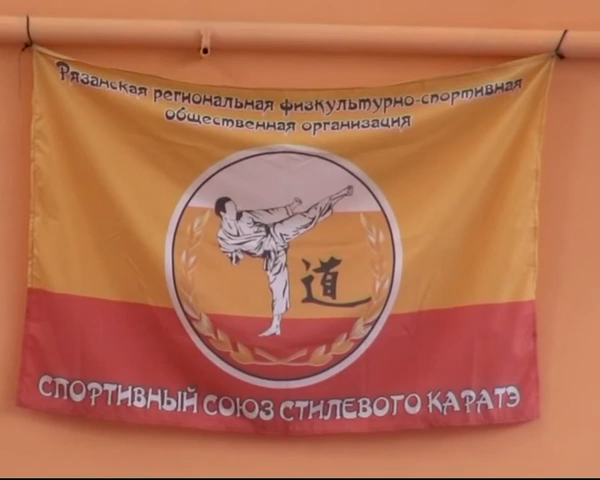 Рязанская региональная физкультурно-спортивная
общественная организация
道
СПОРТИВНЫЙ СОЮЗ СТИЛЕВОГО КАРАТЭ